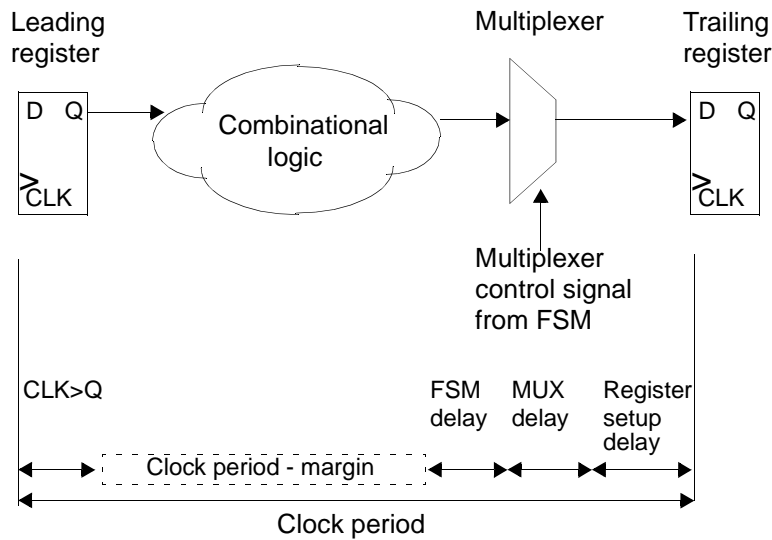 Leading
register
Multiplexer
Trailing
register
D Q
Combinational
logic
D Q
>
CLK
>
CLK
Multiplexer
control signal
from FSM
CLK>Q
FSM
delay
MUX
delay
Register
setup
delay
Clock period - margin
Clock period